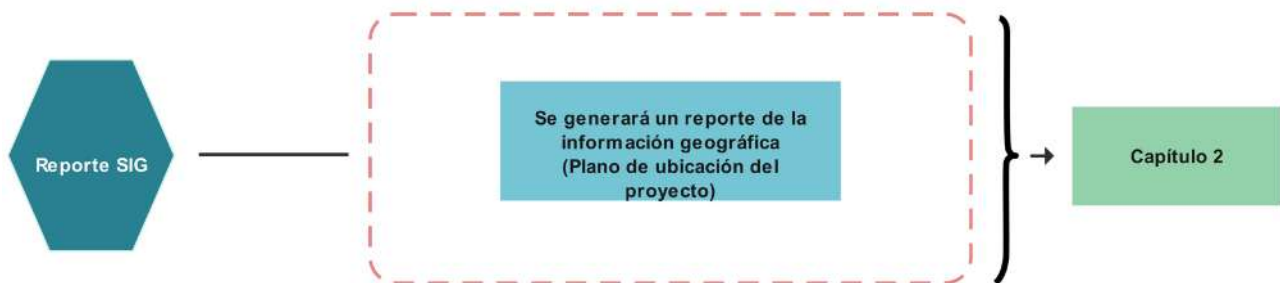 Reporte SIG
Se generará un reporte de la
información geográfica
(Plano de ubicación del
proyecto)
Capítulo 2